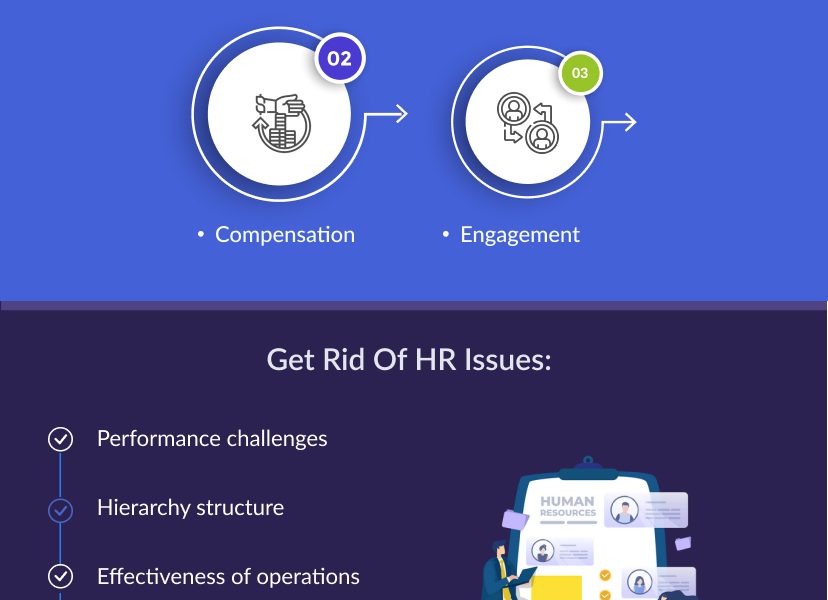 02
03
• Compensation
• Engagement
Get Rid Of HR Issues:
Performance challenges
Hierarchy structure
Effectiveness of operations
HUMAN
RESOURCES